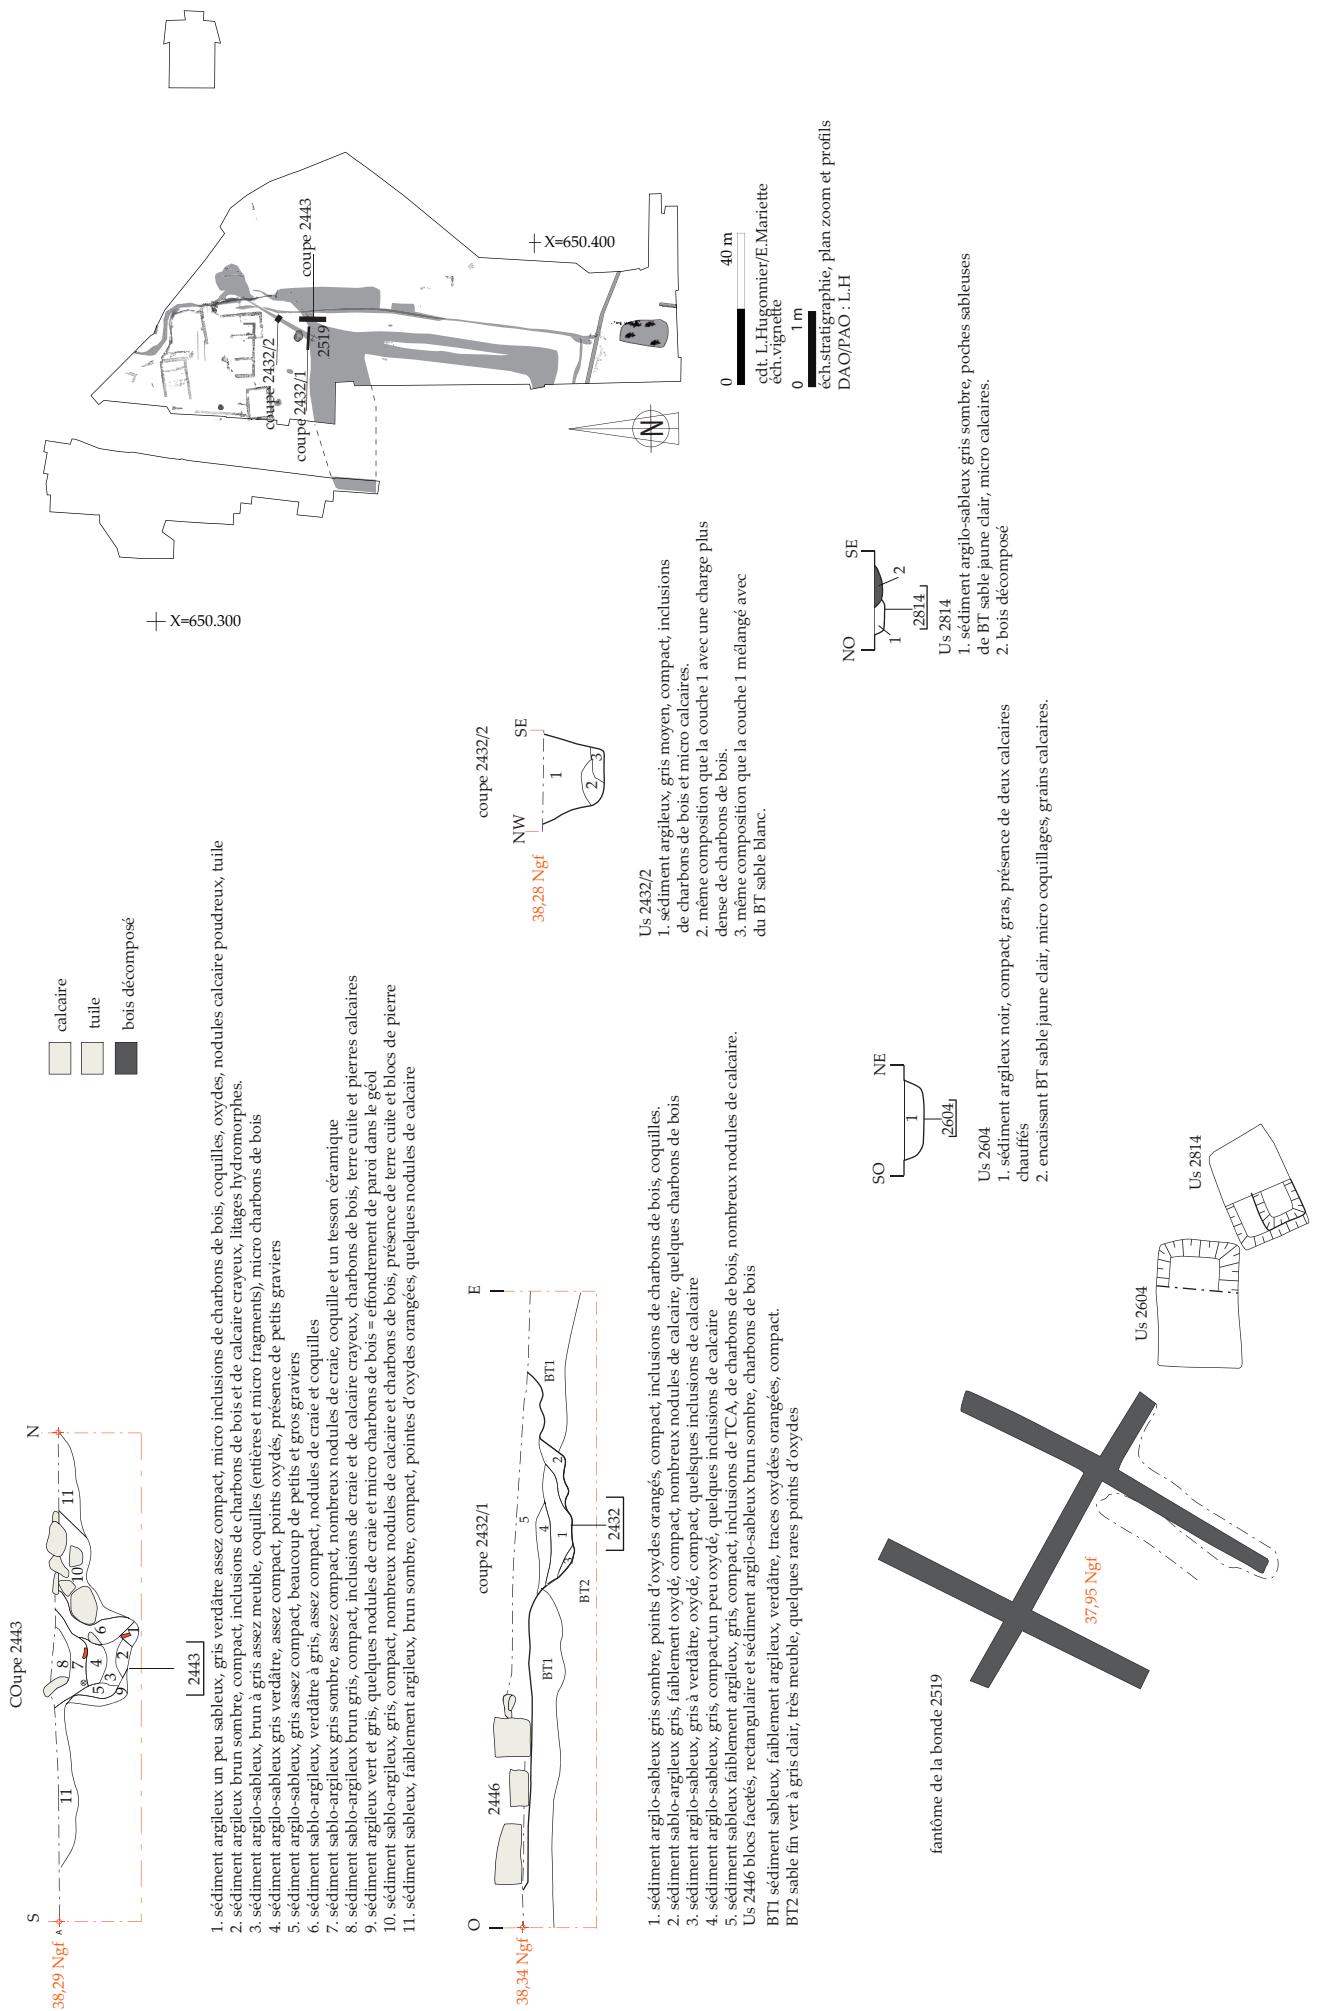 COupe 2443
S
N
38,29 Ngf
A
11
8
7
5
4
3
9
2
1
6
10
11
2443
calcaire
tuile
bois décomposé
1. sédiment argileux un peu sableux, gris verdâtre assez compact, micro inclusions de charbons de bois, coquilles, oxydes, nodules calcaire poudreux, tuile
2. sédiment argileux brun sombre, compact, inclusions de charbons de bois et de calcaire crayeux, litages hydromorphes.
3. sédiment argilo-sableux, brun à gris assez meuble, coquilles (entières et micro fragments), micro charbons de bois
4. sédiment argilo-sableux gris verdâtre, assez compact, points oxydés, présence de petits graviers
5. sédiment argilo-sableux, gris assez compact, beaucoup de petits et gros graviers
6. sédiment sablo-argileux, verdâtre à gris, assez compact, nodules de craie et coquilles
7. sédiment sablo-argileux gris sombre, assez compact, nombreux nodules de craie, coquille et un tesson céramique
8. sédiment sablo-argileux brun gris, compact, inclusions de craie et de calcaire crayeux, charbons de bois, terre cuite et pierres calcaires
9. sédiment argileux vert et gris, quelques nodules de craie et micro charbons de bois = effondrement de paroi dans le géol
10. sédiment sablo-argileux, gris, compact, nombreux nodules de calcaire et charbons de bois, présence de terre cuite et blocs de pierre
11. sédiment sableux, faiblement argileux, brun sombre, compact, pointes d'oxydes orangées, quelques nodules de calcaire
coupe 2432/1
O
E
38,34 Ngf
2446
BT1
BT2
BT1
5
4
1
3
2
2432
1. sédiment argilo-sableux gris sombre, points d'oxydes orangés, compact, inclusions de charbons de bois, coquilles.
2. sédiment sablo-argileux gris, faiblement oxydé, compact, nombreux nodules de calcaire, quelques charbons de bois
3. sédiment argilo-sableux, gris à verdâtre, oxydé, compact, quelsques inclusions de calcaire
4. sédiment argilo-sableux, gris, compact,un peu oxydé, quelques inclusions de calcaire
5. sédiment sableux faiblement argileux, gris, compact, inclusions de TCA, de charbons de bois, nombreux nodules de calcaire.
Us 2446 blocs facetés, rectangulaire et sédiment argilo-sableux brun sombre, charbons de bois
BT1 sédiment sableux, faiblement argileux, verdâtre, traces oxydées orangées, compact.
BT2 sable fin vert à gris clair, très meuble, quelques rares points d'oxydes
coupe 2432/2
NW
SE
38,28 Ngf
1
2
3
Us 2432/2
1. sédiment argileux, gris moyen, compact, inclusions
de charbons de bois et micro calcaires.
2. même composition que la couche 1 avec une charge plus
dense de charbons de bois.
3. même composition que la couche 1 mélangé avec
du BT sable blanc.
SO
NE
1
2604
Us 2604
1. sédiment argileux noir, compact, gras, présence de deux calcaires
chauffés
2. encaissant BT sable jaune clair, micro coquillages, grains calcaires.
NO
SE
1
2
2814
Us 2814
1. sédiment argilo-sableux gris sombre, poches sableuses
de BT sable jaune clair, micro calcaires.
2. bois décomposé
fantôme de la bonde 2519
37,95 Ngf
Us 2604
Us 2814
X=650.300
X=650.400
coupe 2432/2
coupe 2432/1
2519
coupe 2443
N
0
40 m
cdt. L.Hugonnier/E.Mariette
éch.vignette
0
1 m
éch.stratigraphie, plan zoom et profils
DAO/PAO : L.H